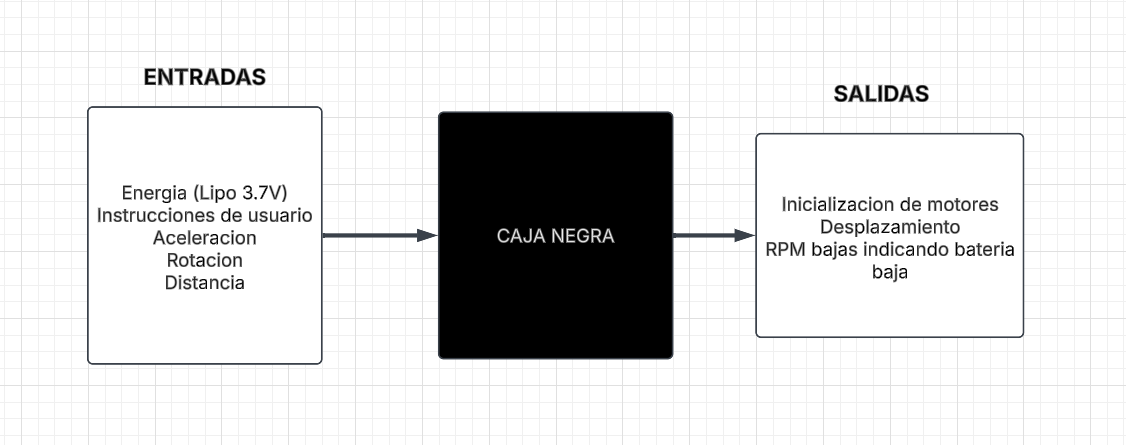 ENTRADAS
Energia (Lipo 3.7V)
Instrucciones de usuario
Aceleracion
Rotacion
Distancia
CAJA NEGRA
SALIDAS
Inicializacion de motores
Desplazamiento
RPM bajas indicando bateria
baja